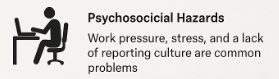 Psychosocicial Hazards
Work pressure, stress, and a lack
of reporting culture are common
problems